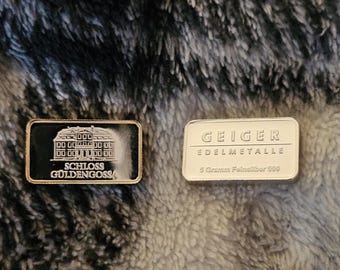 SCHLOSS
GÜLDENGOSSA
GEIGER
EDELMETALLE
5 Gramm Feinsilber 999